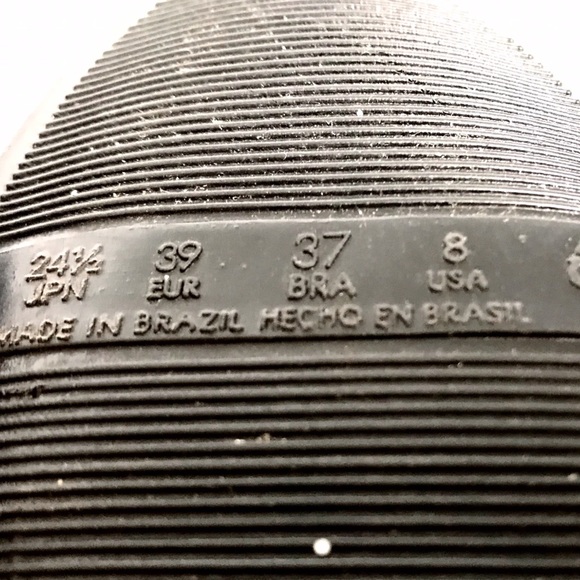 24½ 39 37 8
JPN EUR BRA USA
MADE IN BRAZIL HECHO EN BRASIL